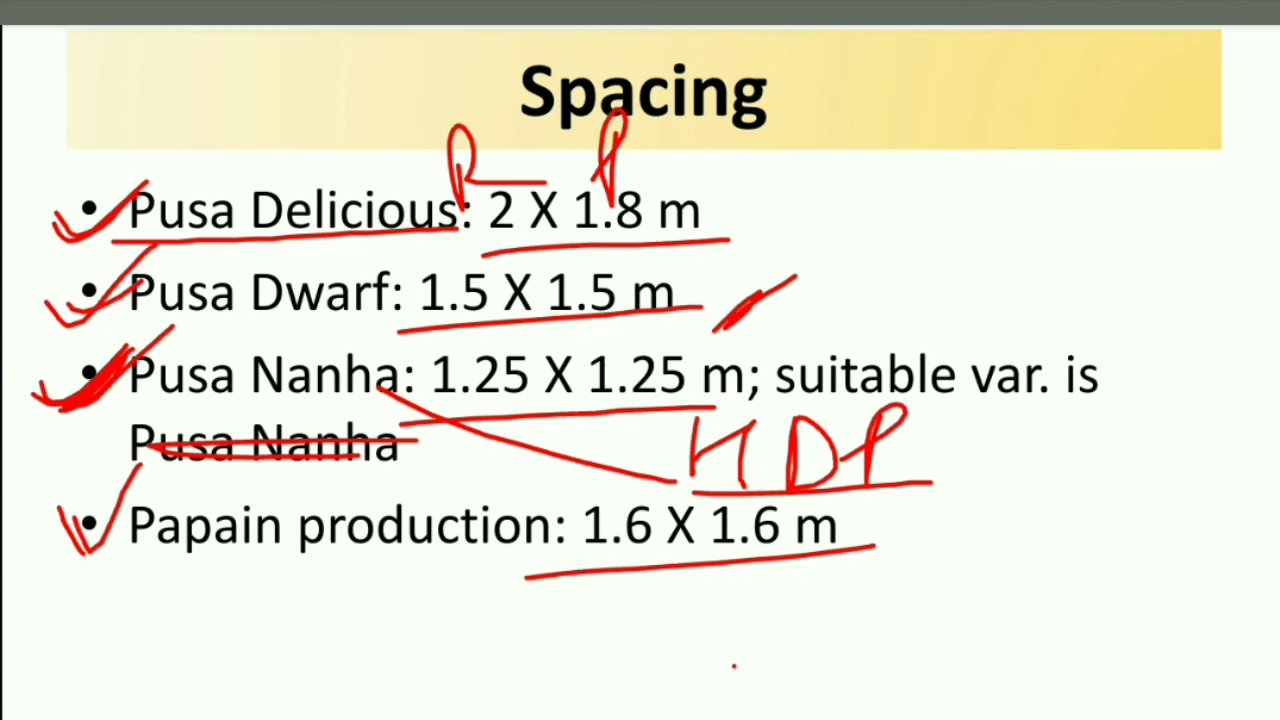 Spacing
R P
• Pusa Delicious: 2 X 1.8 m
• Pusa Dwarf: 1.5 X 1.5 m
• Pusa Nanha: 1.25 X 1.25 m; suitable var. is
Pusa Nanha
HDP
• Papain production: 1.6 X 1.6 m